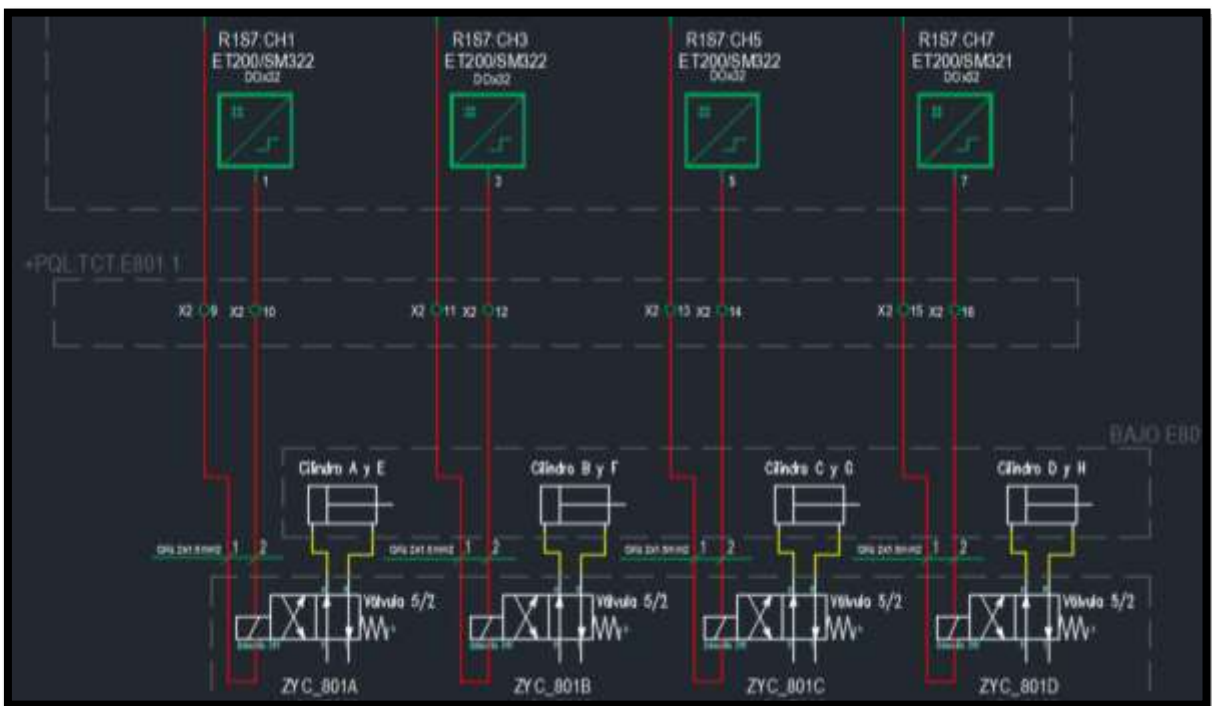 R1S7:CH1
ET200/SM322
DOx32
R1S7:CH3
ET200/SM322
DOx32
R1S7:CH5
ET200/SM322
DOx32
R1S7:CH7
ET200/SM321
DOx32
1
3
5
7
+PQL.TCT.E801.1
X2 9 X2 10
X2 11 X2 12
X2 13 X2 14
X2 15 X2 16
BAJO E80
Cilindro A y E
Cilindro B y F
Cilindro C y G
Cilindro D y H
1 2
1 2
1 2
1 2
Válvula 5/2
Válvula 5/2
Válvula 5/2
Válvula 5/2
ZYC_801A
ZYC_801B
ZYC_801C
ZYC_801D